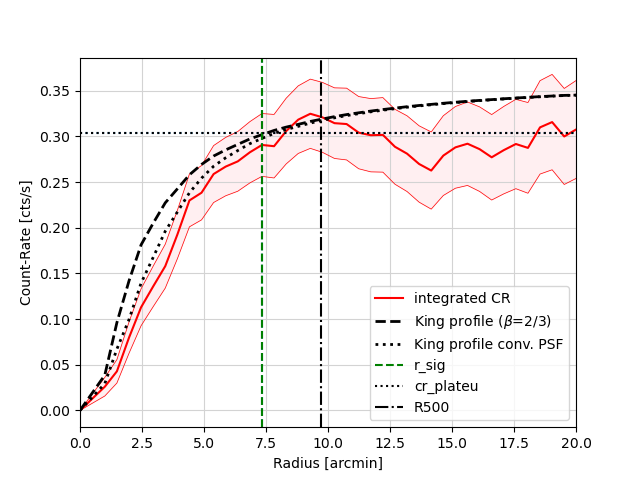 0.35
0.30
0.25
0.20
0.15
0.10
0.05
0.00
Count-Rate [cts/s]
integrated CR
King profile (β=2/3)
King profile conv. PSF
r_sig
cr_plateu
R500
0.0 2.5 5.0 7.5 10.0 12.5 15.0 17.5 20.0
Radius [arcmin]